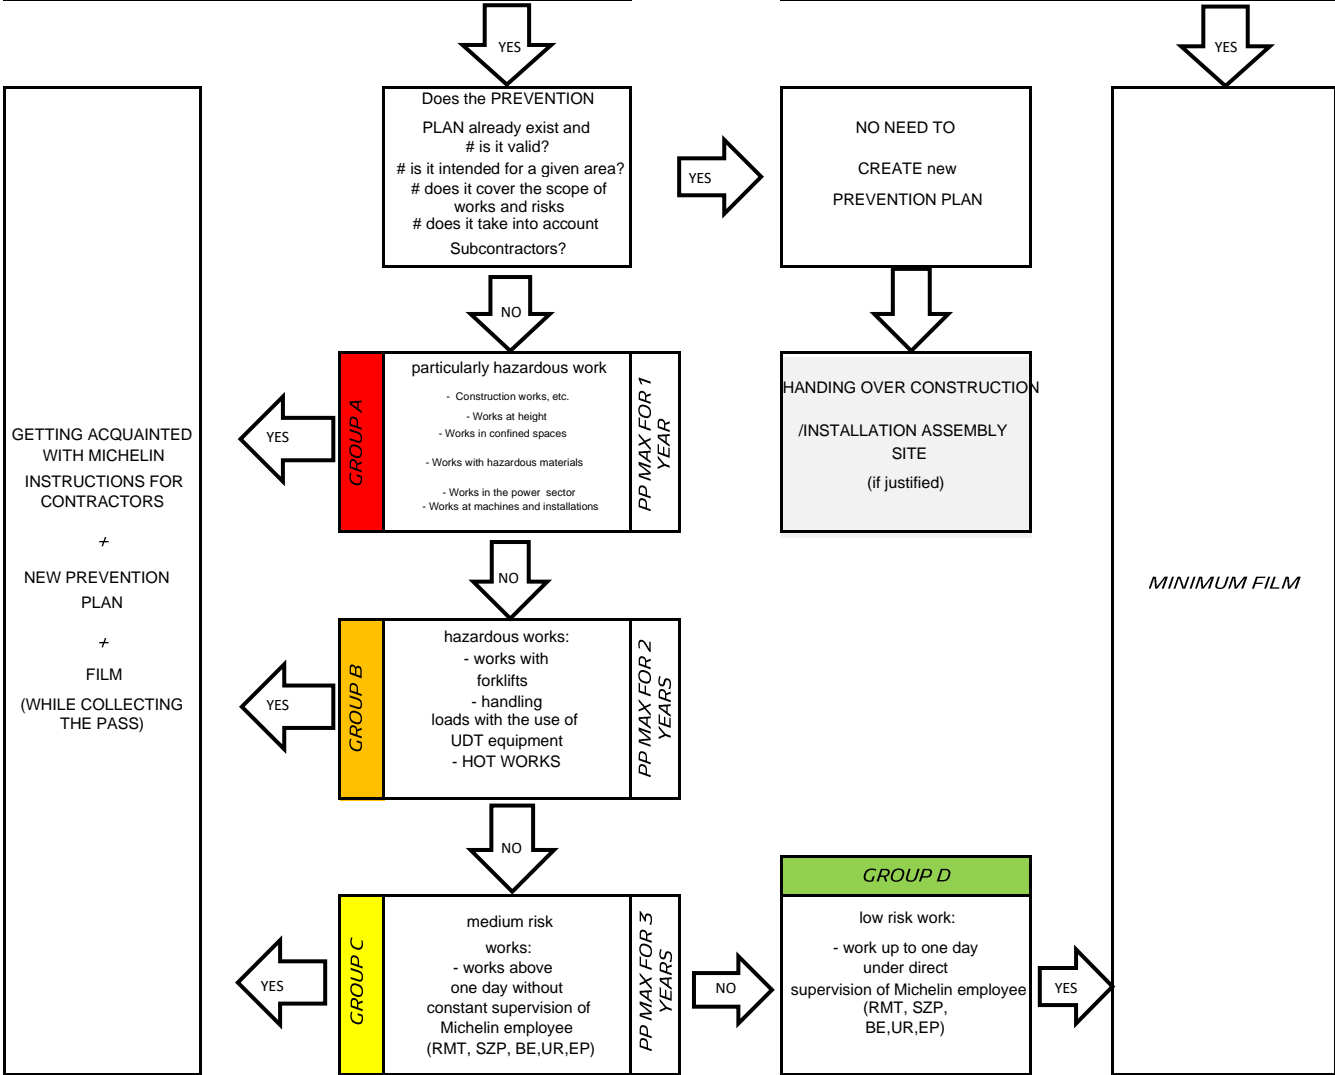 YES
YES
Does the PREVENTION
PLAN already exist and
# is it valid?
# is it intended for a given area?
# does it cover the scope of
works and risks
# does it take into account
Subcontractors?
YES
NO NEED TO
CREATE new
PREVENTION PLAN
NO
GROUP A
particularly hazardous work
- Construction works, etc.
- Works at height
- Works in confined spaces
- Works with hazardous materials
- Works in the power sector
- Works at machines and installations
PP MAX FOR 1
YEAR
YES
HANDING OVER CONSTRUCTION
/INSTALLATION ASSEMBLY
SITE
(if justified)
GETTING ACQUAINTED
WITH MICHELIN
INSTRUCTIONS FOR
CONTRACTORS
+
NEW PREVENTION
PLAN
+
FILM
(WHILE COLLECTING
THE PASS)
NO
MINIMUM FILM
GROUP B
hazardous works:
- works with
forklifts
- handling
loads with the use of
UDT equipment
- HOT WORKS
PP MAX FOR 2
YEARS
YES
NO
GROUP C
medium risk
works:
- works above
one day without
constant supervision of
Michelin employee
(RMT, SZP, BE,UR,EP)
PP MAX FOR 3
YEARS
YES
NO
GROUP D
low risk work:
- work up to one day
under direct
supervision of Michelin employee
(RMT, SZP,
BE,UR,EP)
YES